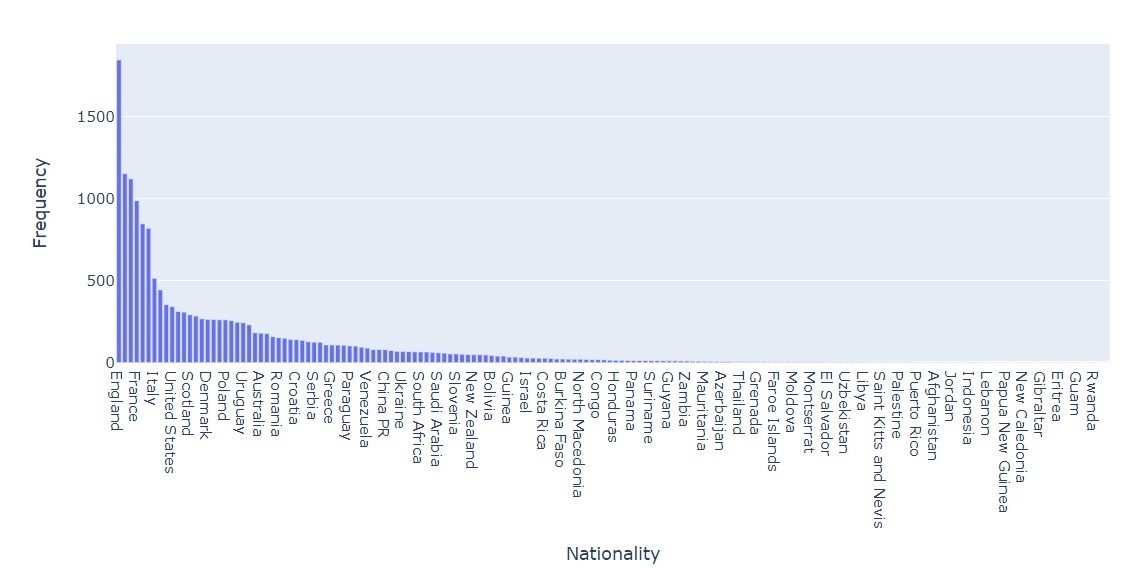 1500
1000
500
0
Frequency
England
France
Italy
United States
Scotland
Denmark
Poland
Uruguay
Australia
Romania
Croatia
Serbia
Greece
Paraguay
Venezuela
China PR
Ukraine
South Africa
Saudi Arabia
Slovenia
New Zealand
Bolivia
Guinea
Israel
Costa Rica
Burkina Faso
North Macedonia
Congo
Honduras
Panama
Suriname
Guyana
Zambia
Mauritania
Azerbaijan
Thailand
Grenada
Faroe Islands
Moldova
Montserrat
El Salvador
Uzbekistan
Libya
Saint Kitts and Nevis
Palestine
Puerto Rico
Afghanistan
Jordan
Indonesia
Lebanon
Papua New Guinea
New Caledonia
Gibraltar
Eritrea
Guam
Rwanda
Nationality